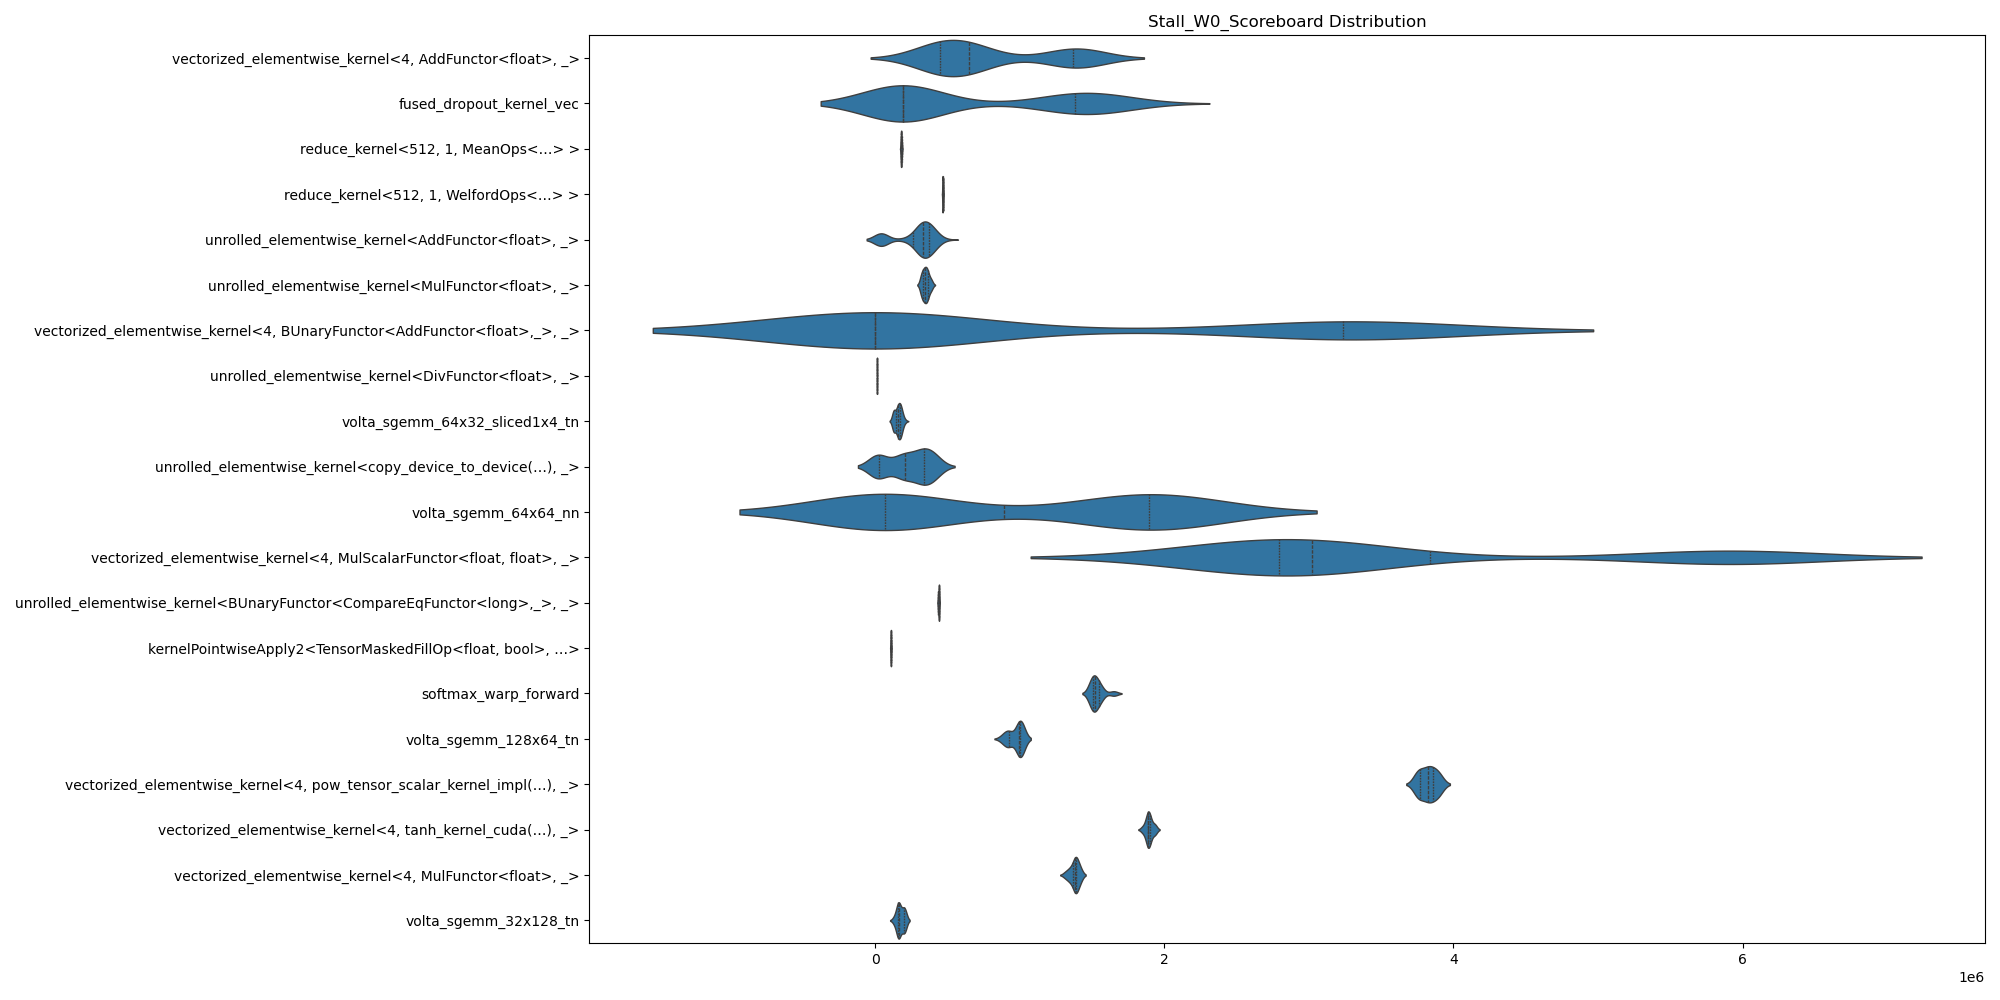 Stall_W0_Scoreboard Distribution
vectorized_elementwise_kernel<4, AddFunctor<float>, _>
fused_dropout_kernel_vec
reduce_kernel<512, 1, MeanOps<...> >
reduce_kernel<512, 1, WelfordOps<...> >
unrolled_elementwise_kernel<AddFunctor<float>, _>
unrolled_elementwise_kernel<MulFunctor<float>, _>
vectorized_elementwise_kernel<4, BUnaryFunctor<AddFunctor<float>,_>, _>
unrolled_elementwise_kernel<DivFunctor<float>, _>
volta_sgemm_64x32_sliced1x4_tn
unrolled_elementwise_kernel<copy_device_to_device(...), _>
volta_sgemm_64x64_nn
vectorized_elementwise_kernel<4, MulScalarFunctor<float, float>, _>
unrolled_elementwise_kernel<BUnaryFunctor<CompareEqFunctor<long>,_>, _>
kernelPointwiseApply2<TensorMaskedFillOp<float, bool>, ...>
softmax_warp_forward
volta_sgemm_128x64_tn
vectorized_elementwise_kernel<4, pow_tensor_scalar_kernel_impl(...), _>
vectorized_elementwise_kernel<4, tanh_kernel_cuda(...), _>
vectorized_elementwise_kernel<4, MulFunctor<float>, _>
volta_sgemm_32x128_tn
0 2 4 6
1e6